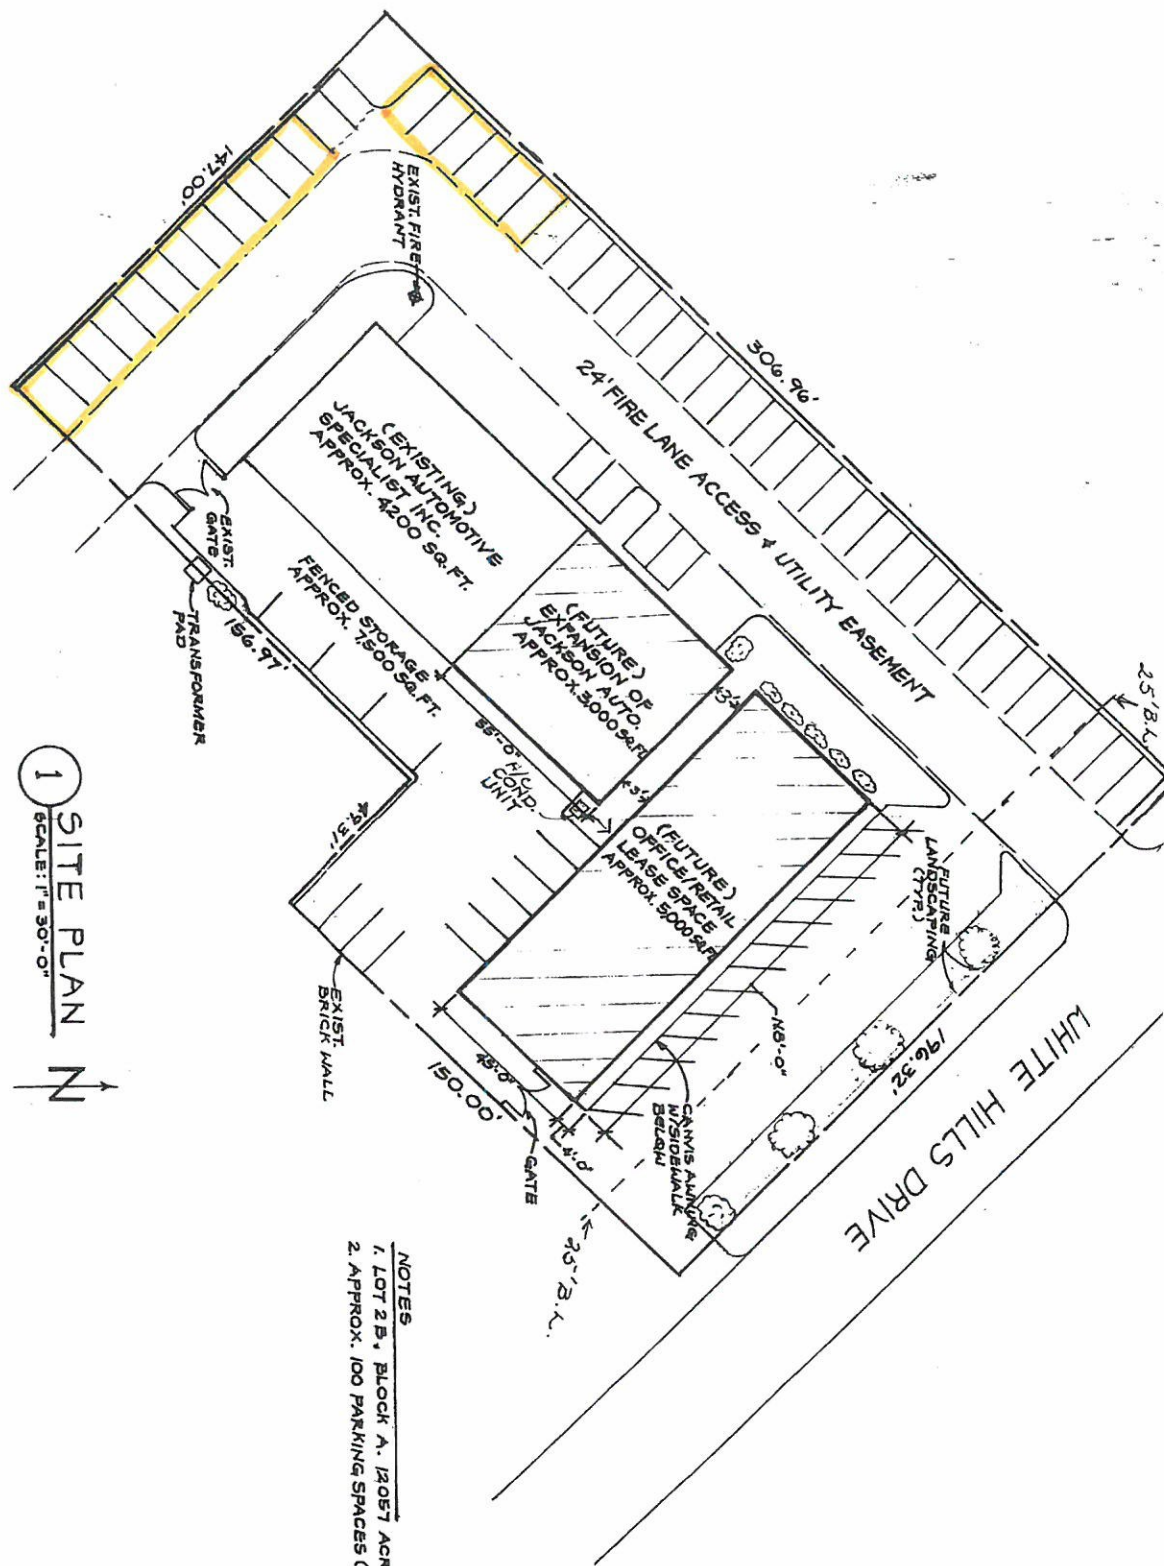 147.00'
EXIST. FIRE
HYDRANT
306.96'
24' FIRE LANE ACCESS & UTILITY EASEMENT
25' B.L.
(EXISTING)
JACKSON AUTOMOTIVE
SPECIALIST INC.
APPROX. 4200 SQ. FT.
(FUTURE)
EXPANSION OF
JACKSON AUTO.
APPROX. 3,000 SQ. FT.
EXIST.
GATE
FENCED STORAGE
APPROX. 7,500 SQ. FT.
TRANSFORMER
PAD
156.97'
COND.
UNIT
49.31'
(FUTURE)
OFFICE/RETAIL
LEASE SPACE
APPROX. 5,000 SQ. FT.
FUTURE
LANDSCAPING
(TYP.)
WHITE HILLS DRIVE
196.32'
CANVIS AWNING
W/SIDEWALK
BELOW
EXIST.
BRICK WALL
150.00'
GATE
4'-0"
25' B.L.
1
SITE PLAN
SCALE: 1" = 30'-0"
N
NOTES
1. LOT 2B, BLOCK A.
2. APPROX. 100 PARKING SPACES (